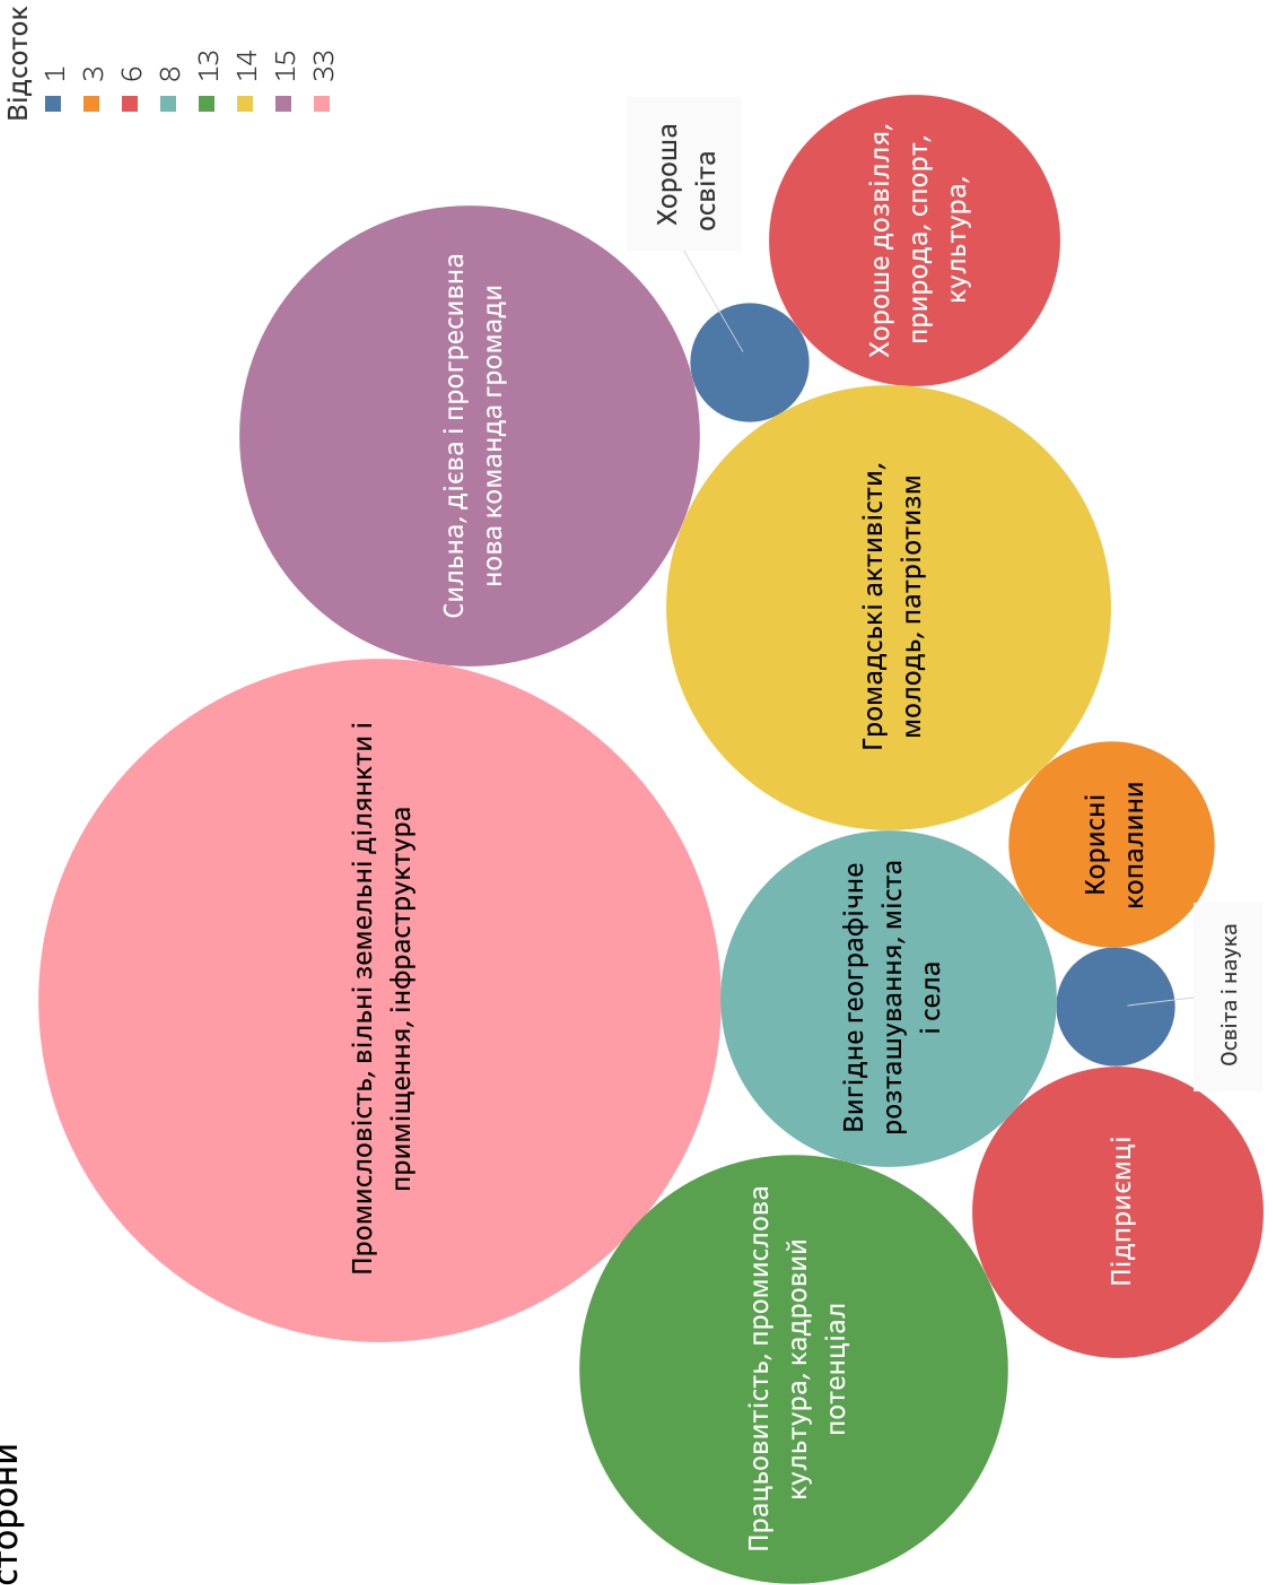 сторони
Відсоток
1
3
6
8
13
14
15
33
Промисловість, вільні земельні ділянкти і
приміщення, інфраструктура
Сильна, дієва і прогресивна
нова команда громади
Хороша
освіта
Хороше дозвілля,
природа, спорт,
культура,
Громадські активісти,
молодь, патріотизм
Вигідне географічне
розташування, міста
і села
Корисні
копалини
Освіта і наука
Працьовитість, промислова
культура, кадровий
потенціал
Підприємці